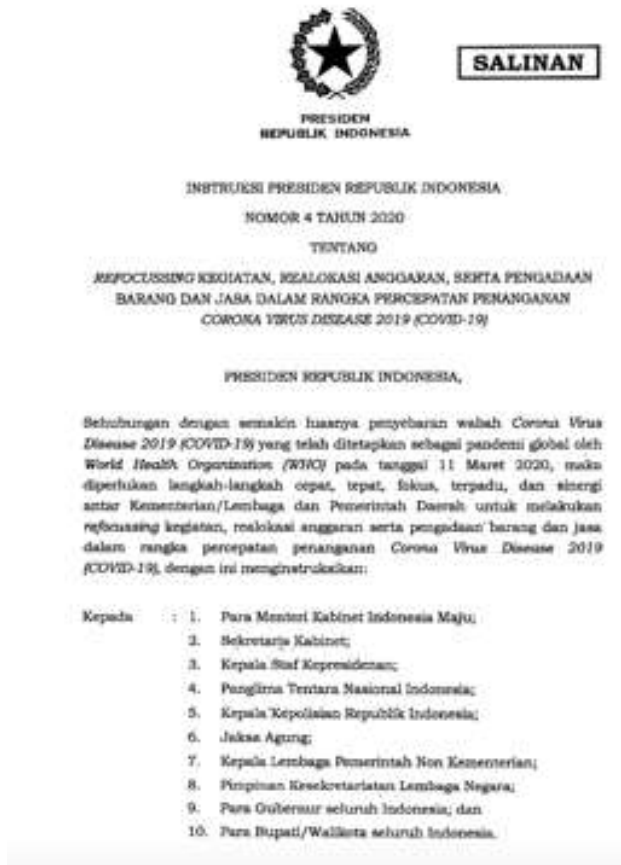 SALINAN
PRESIDEN
REPUBLIK INDONESIA
INSTRUKSI PRESIDEN REPUBLIK INDONESIA
NOMOR 4 TAHUN 2020
TENTANG
REFOCUSSING KEGIATAN, REALOKASI ANGGARAN, SERTA PENGADAAN
BARANG DAN JASA DALAM RANGKA PERCEPATAN PENANGANAN
CORONA VIRUS DISEASE 2019 (COVID-19)
PRESIDEN REPUBLIK INDONESIA,
Sehubungan dengan semakin luasnya penyebaran wabah Corona Virus
Disease 2019 (COVID-19) yang telah ditetapkan sebagai pandemi global oleh
World Health Organization (WHO) pada tanggal 11 Maret 2020, maka
diperlukan langkah-langkah cepat, tepat, fokus, terpadu, dan sinergi
antar Kementerian/Lembaga dan Pemerintah Daerah untuk melakukan
refocussing kegiatan, realokasi anggaran serta pengadaan barang dan jasa
dalam rangka percepatan penanganan Corona Virus Disease 2019
(COVID-19), dengan ini menginstruksikan:
Kepada : 1. Para Menteri Kabinet Indonesia Maju;
2. Sekretaris Kabinet;
3. Kepala Staf Kepresidenan;
4. Panglima Tentara Nasional Indonesia;
5. Kepala Kepolisian Republik Indonesia;
6. Jaksa Agung;
7. Kepala Lembaga Pemerintah Non Kementerian;
8. Pimpinan Kesekretariatan Lembaga Negara;
9. Para Gubernur seluruh Indonesia; dan
10. Para Bupati/Walikota seluruh Indonesia.